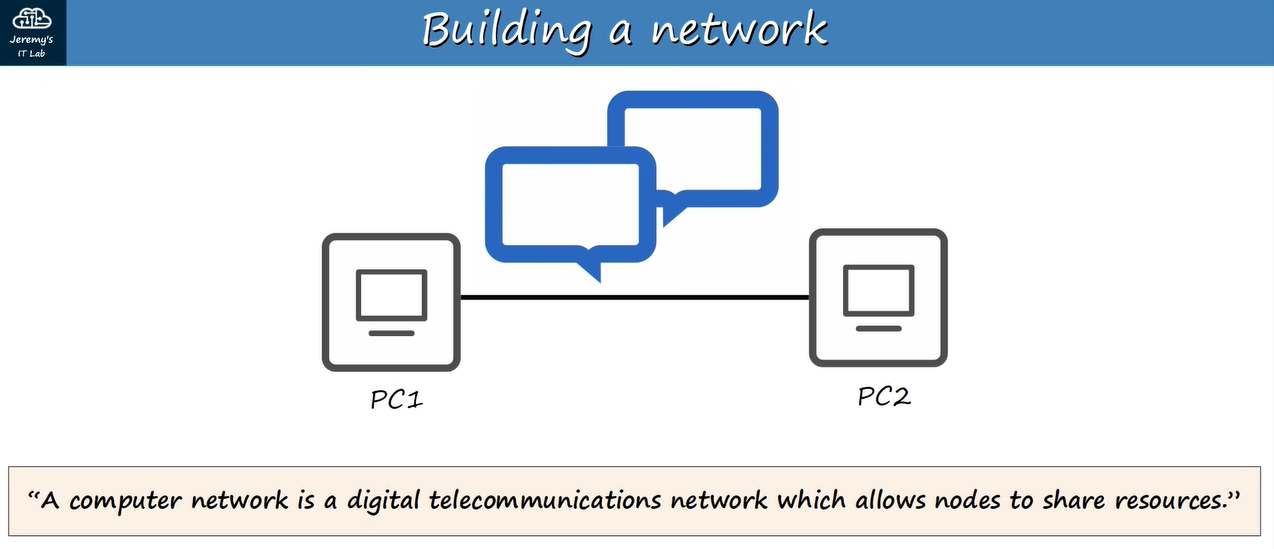 Jeremy's
IT Lab
Building a network
PC1
PC2
“A computer network is a digital telecommunications network which allows nodes to share resources.”